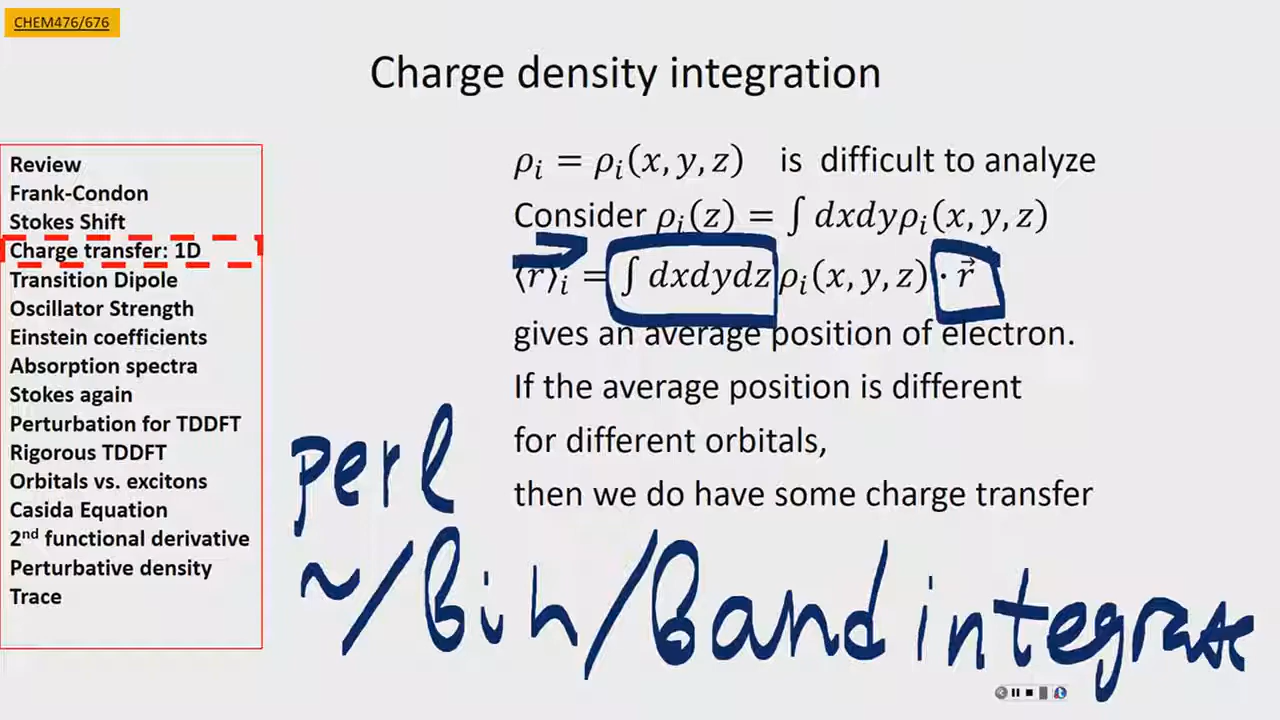 CHEM476/676
Charge density integration
Review
Frank-Condon
Stokes Shift
Charge transfer: 1D
Transition Dipole
Oscillator Strength
Einstein coefficients
Absorption spectra
Stokes again
Perturbation for TDDFT
Rigorous TDDFT
Orbitals vs. excitons
Casida Equation
2nd functional derivative
Perturbative density
Trace
ρᵢ = ρᵢ(x, y, z) is difficult to analyze
Consider ρᵢ(z) = ∫ dxdyρᵢ(x, y, z)
⟨r⟩ᵢ = ∫ dxdydz ρᵢ(x, y, z) · r⃗
gives an average position of electron.
If the average position is different
for different orbitals,
then we do have some charge transfer
perl
~/Bin/Bandintegrate